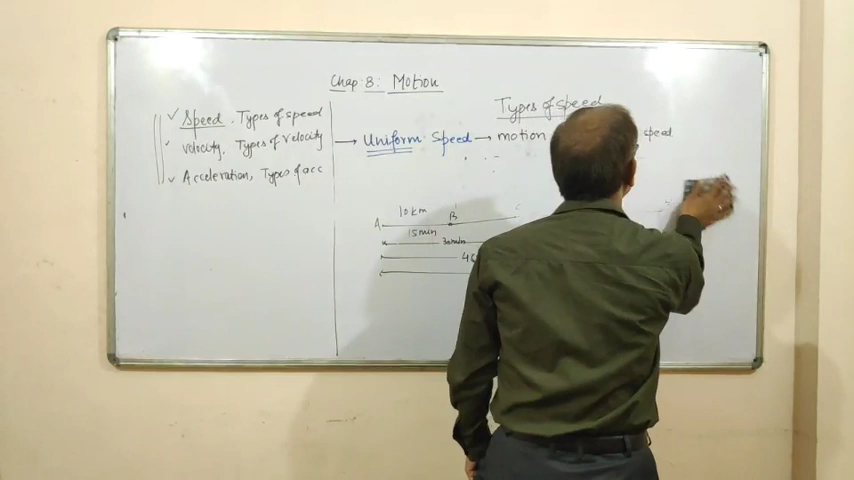 Chap: 8: Motion
Types of speed
Speed. Types of speed
velocity. Types of velocity
Acceleration, Types of acc
Uniform Speed → motion speed
10 km
A B
15 min
30 min